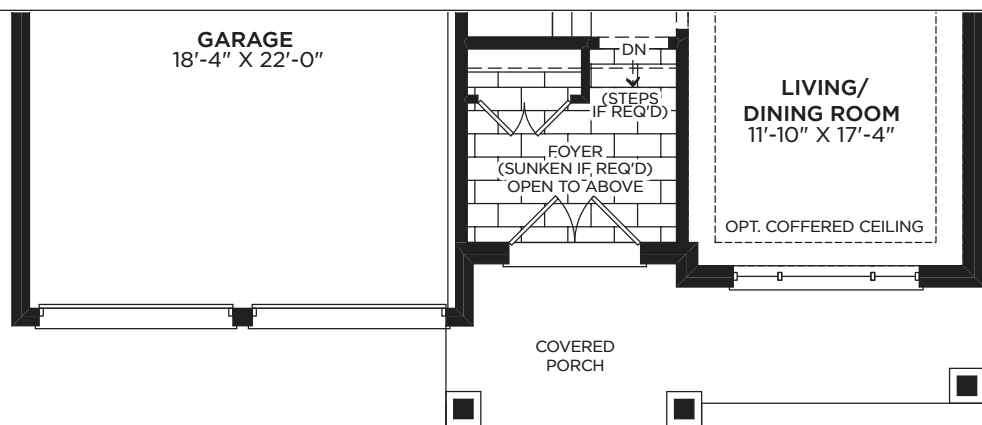 GARAGE
18'-4" X 22'-0"
DN
(STEPS
IF REQ'D)
LIVING/
DINING ROOM
11'-10" X 17'-4"
FOYER
(SUNKEN IF REQ'D)
OPEN TO ABOVE
OPT. COFFERED CEILING
COVERED
PORCH